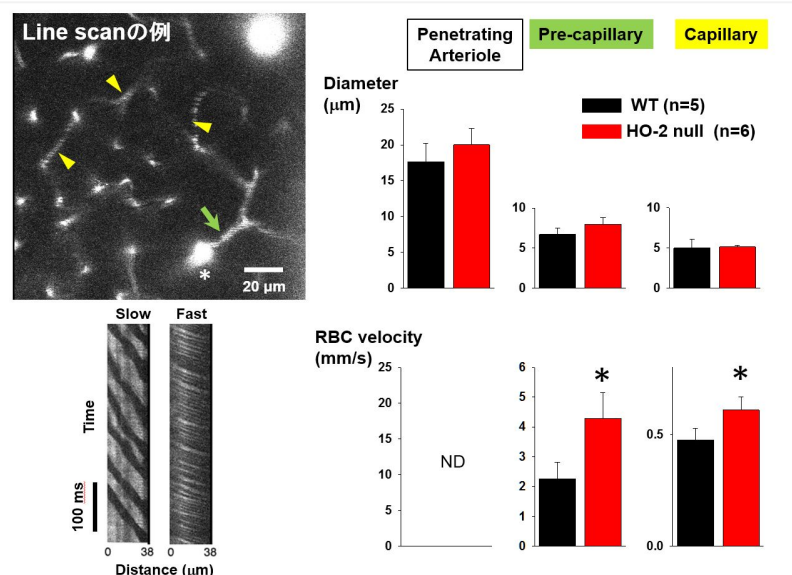 Line scanの例
*
20 µm
Slow
Fast
Time
100 ms
0
38
0
38
Distance (µm)
Penetrating
Arteriole
Pre-capillary
Capillary
Diameter
(µm)
WT (n=5)
HO-2 null (n=6)
25
20
15
10
5
0
10
5
0
10
5
0
RBC velocity
(mm/s)
25
20
15
10
5
0
ND
6
5
4
3
2
1
0
*
0.5
0.0
*